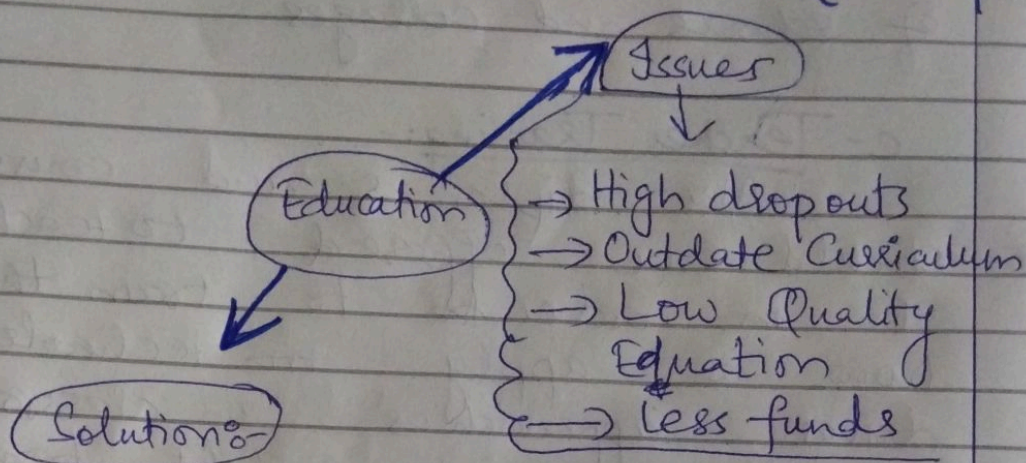 Issues
Education
→ High dropouts
→ Outdate Curriculum
→ Low Quality
Equation
→ less funds
Solution:-